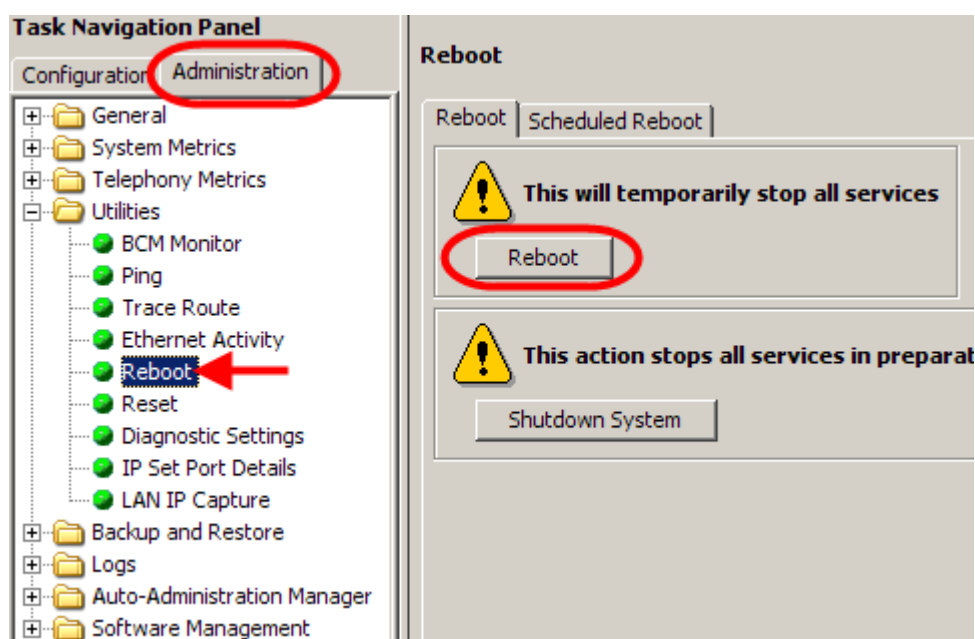 Task Navigation Panel
Configuration
Administration
General
System Metrics
Telephony Metrics
Utilities
BCM Monitor
Ping
Trace Route
Ethernet Activity
Reboot
Reset
Diagnostic Settings
IP Set Port Details
LAN IP Capture
Backup and Restore
Logs
Auto-Administration Manager
Software Management
Reboot
Reboot
Scheduled Reboot
This will temporarily stop all services
Reboot
This action stops all services in preparat
Shutdown System